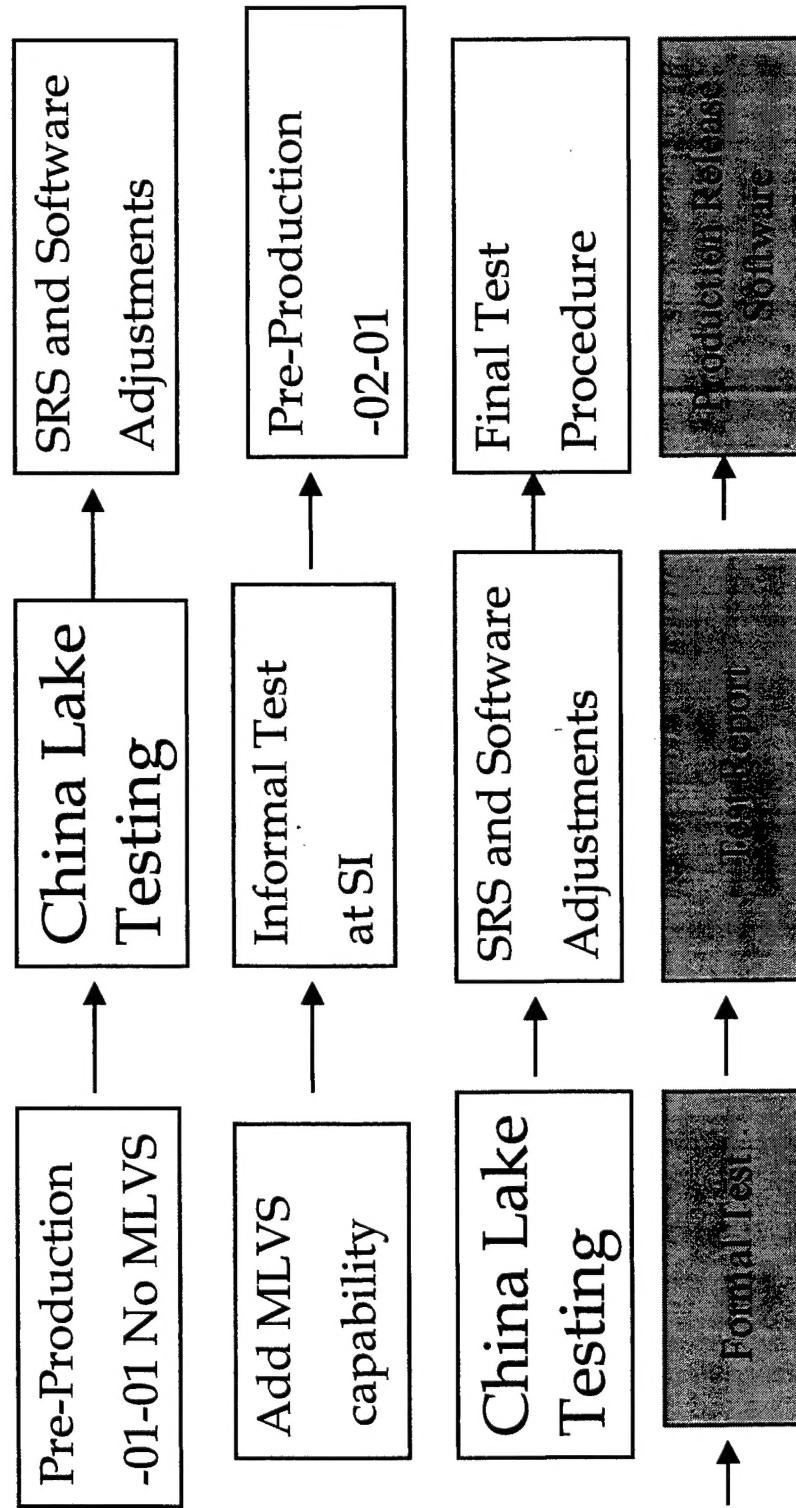 Pre-Production
-01-01 No MLVS
China Lake
Testing
SRS and Software
Adjustments
Add MLVS
capability
Informal Test
at SI
Pre-Production
-02-01
China Lake
Testing
SRS and Software
Adjustments
Final Test
Procedure
Formal Test
Test Report
Production Release
Software